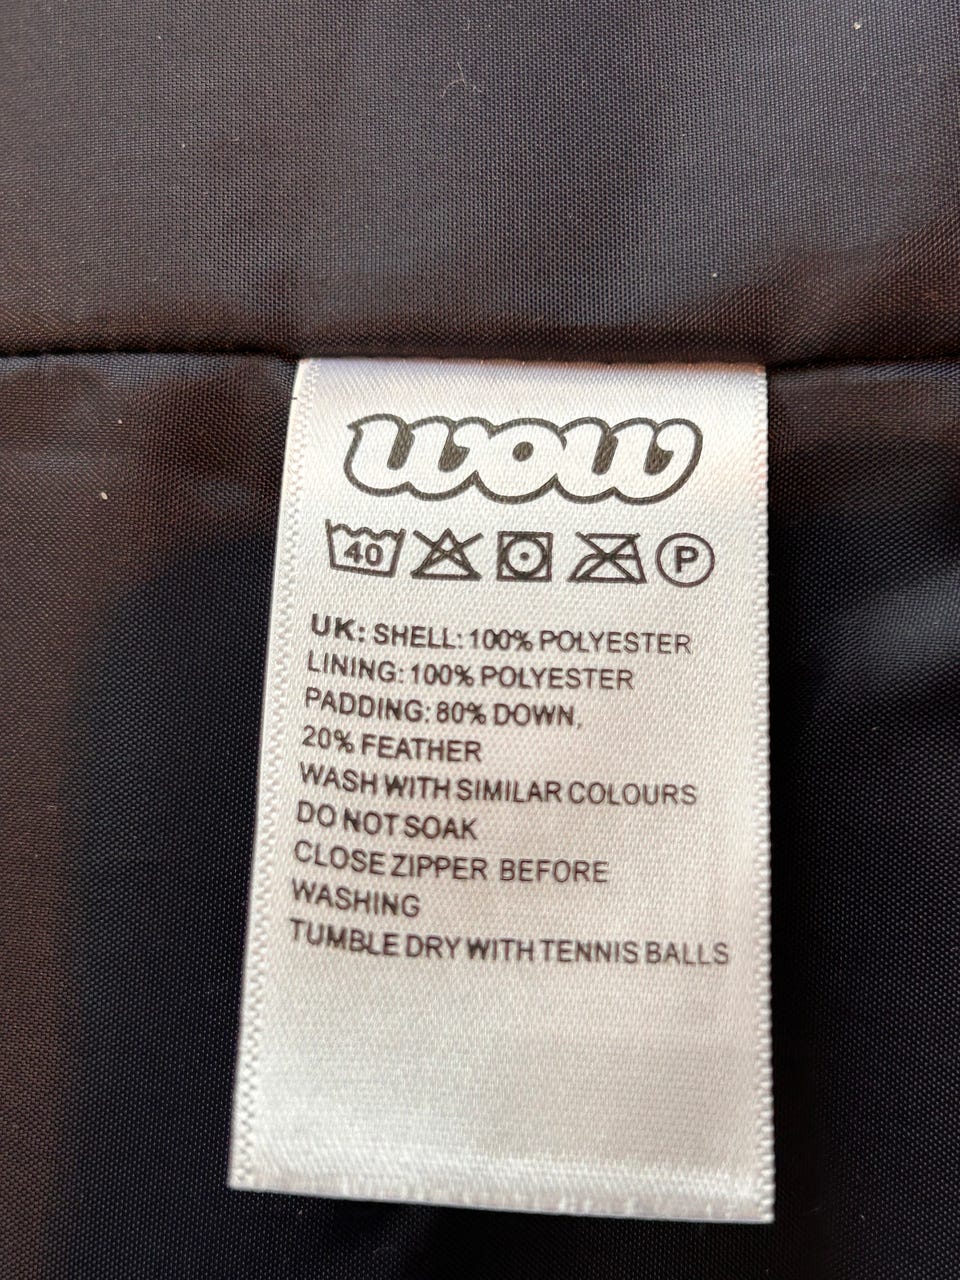 WOW
40 P
UK: SHELL: 100% POLYESTER
LINING: 100% POLYESTER
PADDING: 80% DOWN,
20% FEATHER
WASH WITH SIMILAR COLOURS
DO NOT SOAK
CLOSE ZIPPER BEFORE
WASHING
TUMBLE DRY WITH TENNIS BALLS